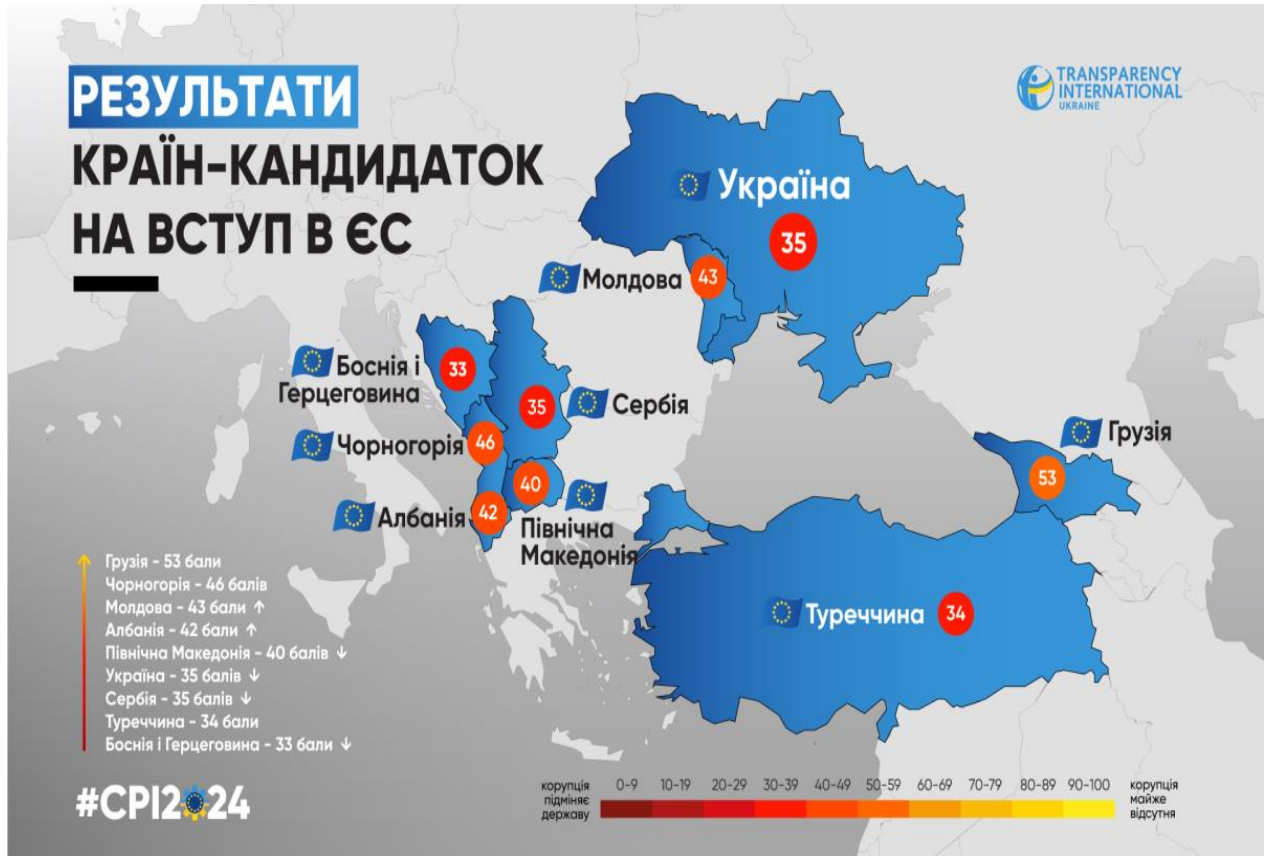 РЕЗУЛЬТАТИ
КРАЇН-КАНДИДАТОК
НА ВСТУП В ЄС
TRANSPARENCY
INTERNATIONAL
UKRAINE
Україна
35
Молдова
43
Боснія і
Герцеговина
33
35
Сербія
Чорногорія
46
Грузія
53
40
Албанія
42
Північна
Македонія
Туреччина
34
Грузія - 53 бали
Чорногорія - 46 балів
Молдова - 43 бали ↑
Албанія - 42 бали ↑
Північна Македонія - 40 балів ↓
Україна - 35 балів ↓
Сербія - 35 балів ↓
Туреччина - 34 бали
Боснія і Герцеговина - 33 бали ↓
#CPI2024
корупція
підміняє
державу
0-9 10-19 20-29 30-39 40-49 50-59 60-69 70-79 80-89 90-100
корупція
майже
відсутня